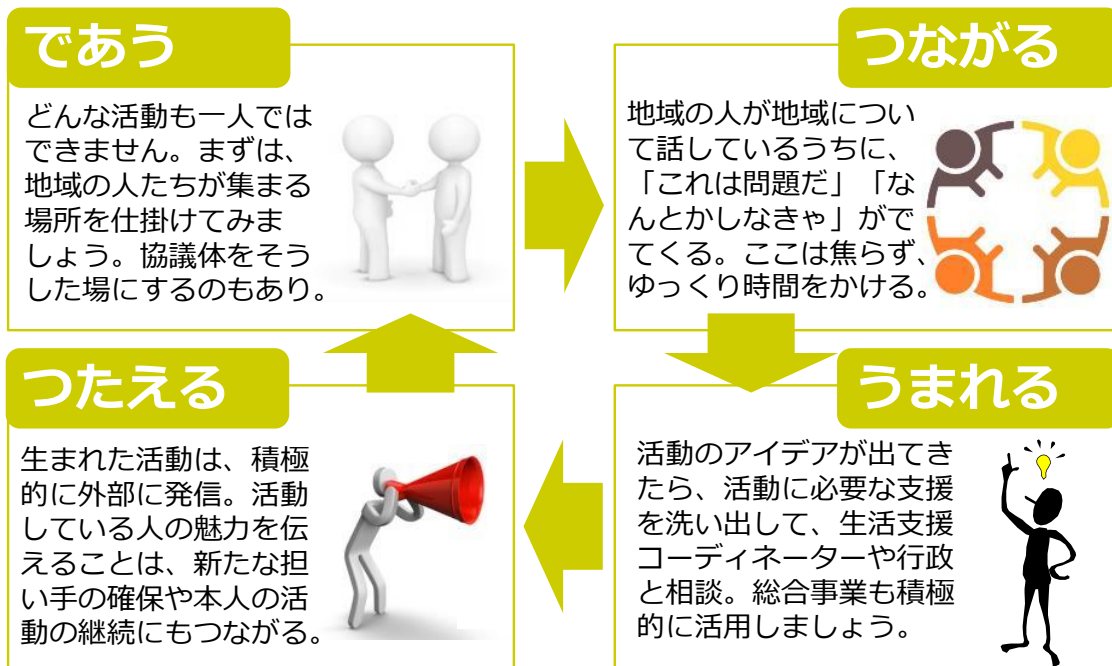 であう
どんな活動も一人では
できません。まずは、
地域の人たちが集まる
場所を仕掛けてみま
しょう。協議体をそう
した場にするのもあり。
つながる
地域の人が地域につい
て話しているうちに、
「これは問題だ」「な
んとかしなきゃ」がで
てくる。ここは焦らず、
ゆっくり時間をかける。
うまれる
活動のアイデアが出てき
たら、活動に必要な支援
を洗い出して、生活支援
コーディネーターや行政
と相談。総合事業も積極
的に活用しましょう。
つたえる
生まれた活動は、積極
的に外部に発信。活動
している人の魅力を伝
えることは、新たな担
い手の確保や本人の活
動の継続にもつながる。